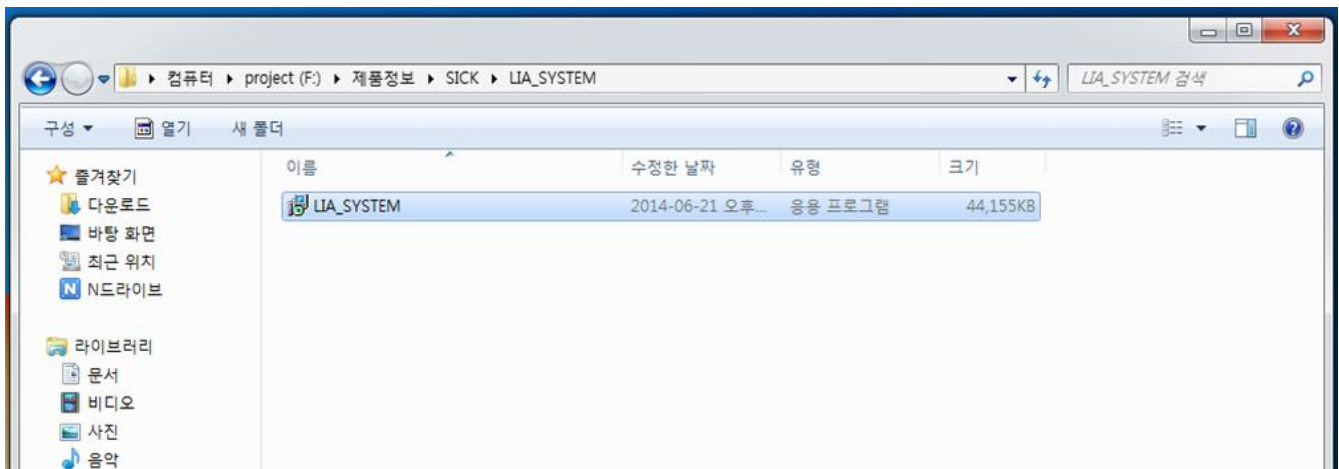 컴퓨터 ▸ project (F:) ▸ 제품정보 ▸ SICK ▸ LIA_SYSTEM
LIA_SYSTEM 검색
구성 열기 새 폴더
즐겨찾기
다운로드
바탕 화면
최근 위치
N드라이브
라이브러리
문서
비디오
사진
음악
이름 수정한 날짜 유형 크기
LIA_SYSTEM 2014-06-21 오후... 응용 프로그램 44,155KB